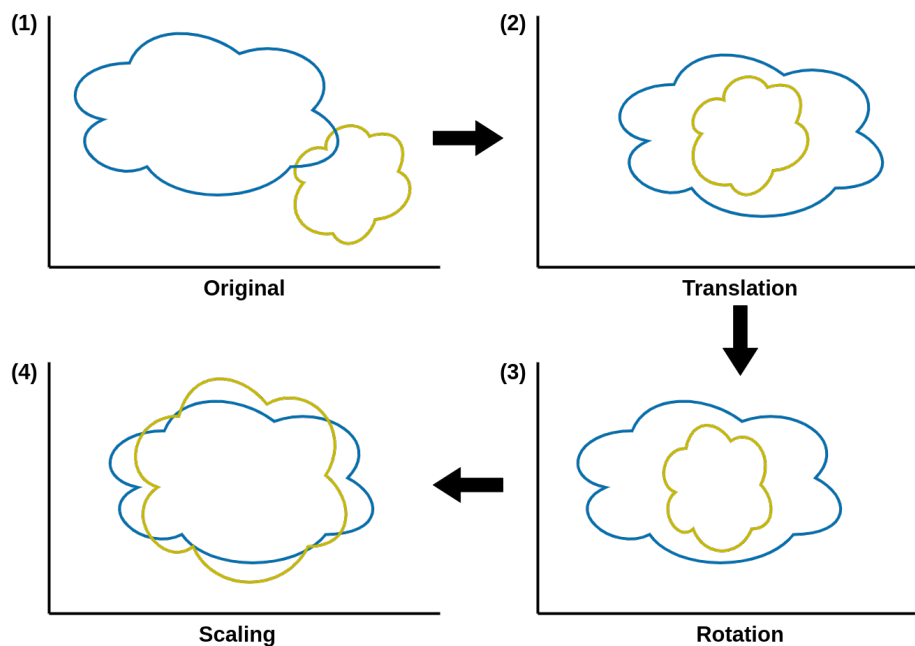 (1)
Original
(2)
Translation
(3)
Rotation
(4)
Scaling